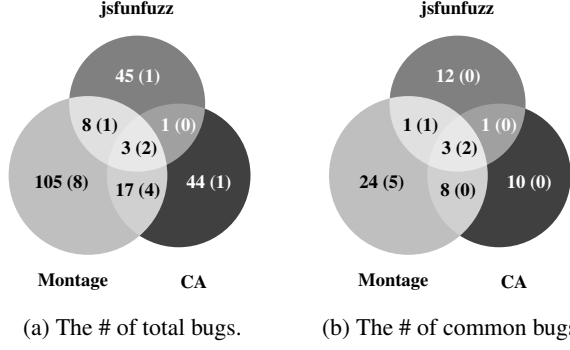 jsfunfuzz
45 (1)
8 (1)
1 (0)
3 (2)
105 (8)
17 (4)
44 (1)
Montage
CA
(a) The # of total bugs.
jsfunfuzz
12 (0)
1 (1)
1 (0)
3 (2)
24 (5)
8 (0)
10 (0)
Montage
CA
(b) The # of common bugs